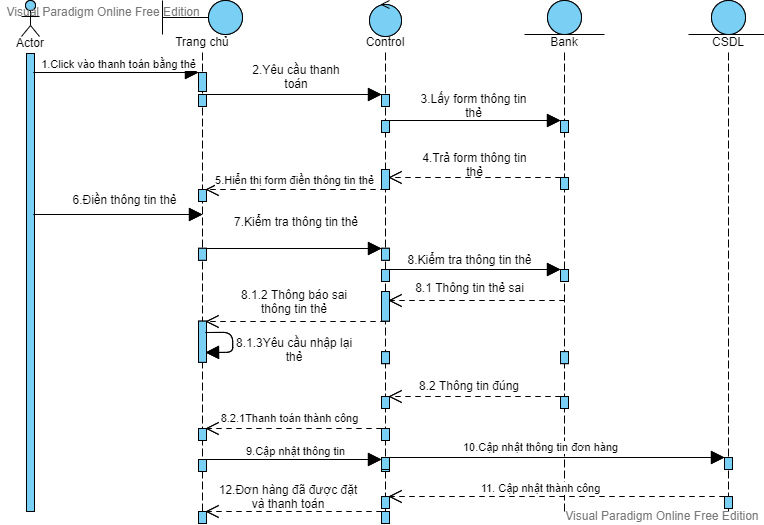 Visual Paradigm Online Free Edition
Actor
Trang chủ
Control
Bank
CSDL
1.Click vào thanh toán bằng thẻ
2.Yêu cầu thanh
toán
3.Lấy form thông tin
thẻ
4.Trả form thông tin
thẻ
5.Hiển thị form điền thông tin thẻ
6.Điền thông tin thẻ
7.Kiểm tra thông tin thẻ
8.Kiểm tra thông tin thẻ
8.1 Thông tin thẻ sai
8.1.2 Thông báo sai
thông tin thẻ
8.1.3Yêu cầu nhập lại
thẻ
8.2 Thông tin đúng
8.2.1Thanh toán thành công
9.Cập nhật thông tin
10.Cập nhật thông tin đơn hàng
11. Cập nhật thành công
12.Đơn hàng đã được đặt
và thanh toán
Visual Paradigm Online Free Edition